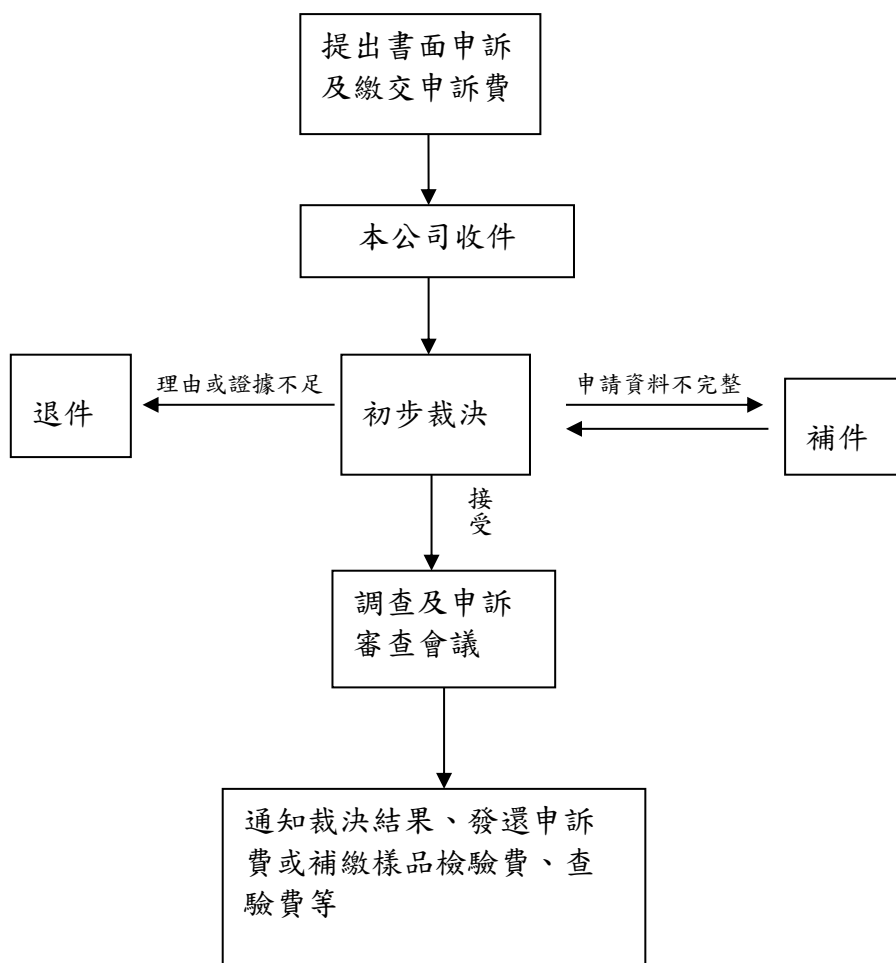 提出書面申訴
及繳交申訴費
本公司收件
理由或證據不足
申請資料不完整
退件
初步裁決
補件
接
受
調查及申訴
審查會議
通知裁決結果、發還申訴
費或補繳樣品檢驗費、查
驗費等